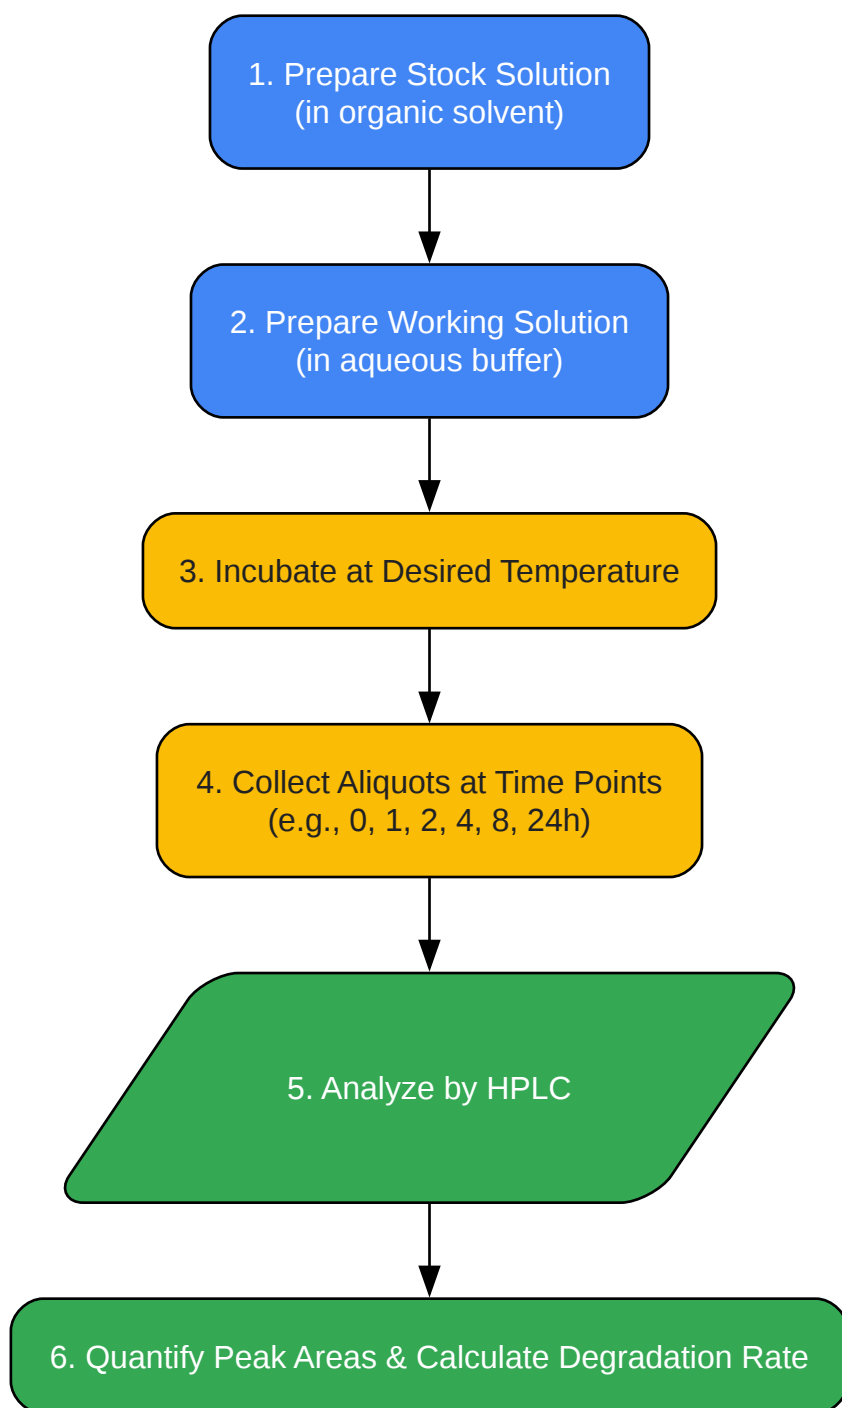 1. Prepare Stock Solution
(in organic solvent)
2. Prepare Working Solution
(in aqueous buffer)
3. Incubate at Desired Temperature
4. Collect Aliquots at Time Points
(e.g., 0, 1, 2, 4, 8, 24h)
5. Analyze by HPLC
6. Quantify Peak Areas & Calculate Degradation Rate